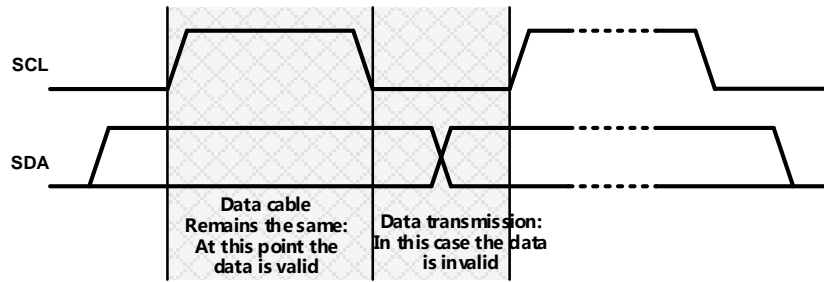 SCL
SDA
Data cable
Remains the same:
At this point the
data is valid
Data transmission:
In this case the data
is invalid